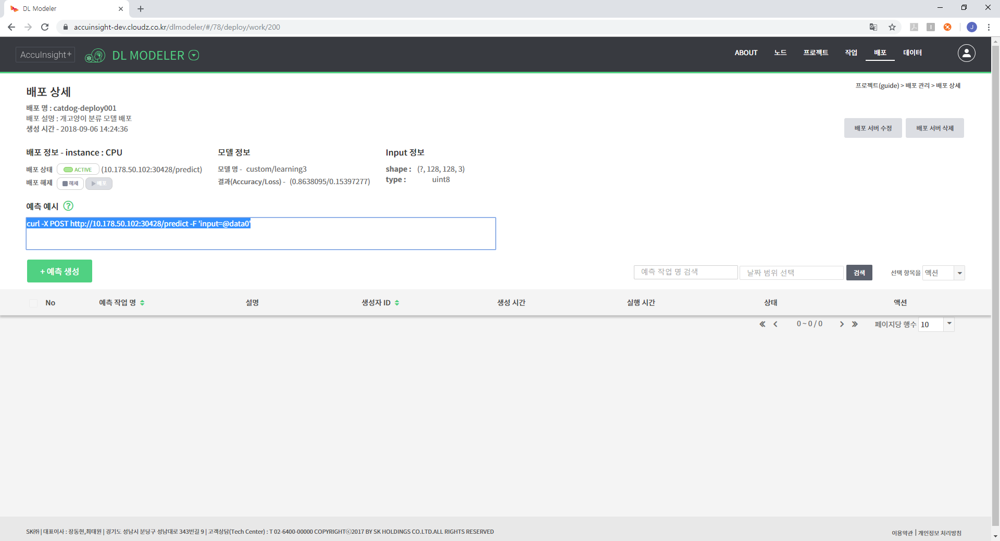 DL Modeler
accuinsight-dev.cloudz.co.kr/dlmodeler/#/78/deploy/work/200
J
AccuInsight+
DL MODELER
ABOUT 노드 프로젝트 작업 배포 데이터
프로젝트(guide) > 배포 관리 > 배포 상세
배포 상세
배포 명 : catdog-deploy001
배포 설명 : 개고양이 분류 모델 배포
생성 시간 - 2018-09-06 14:24:36
배포 서버 수정 배포 서버 삭제
배포 정보 - instance : CPU
배포 상태 ACTIVE (10.178.50.102:30428/predict)
배포 해제 해제 배포
모델 정보
모델 명 - custom/learning3
결과(Accuracy/Loss) - (0.8638095/0.15397277)
Input 정보
shape : (?, 128, 128, 3)
type : uint8
예측 예시 ?
curl -X POST http://10.178.50.102:30428/predict -F 'input=@data0'
+ 예측 생성
예측 작업 명 검색 날짜 범위 선택 검색 선택 항목을 액션
No 예측 작업 명 설명 생성자 ID 생성 시간 실행 시간 상태 액션
0 ~ 0 / 0 페이지당 행수 10
SK㈜ | 대표이사 : 장동현,최태원 | 경기도 성남시 분당구 성남대로 343번길 9 | 고객상담(Tech Center) : T 02-6400-00000 COPYRIGHTⓒ2017 BY SK HOLDINGS CO.LTD.ALL RIGHTS RESERVED
이용약관 | 개인정보 처리방침